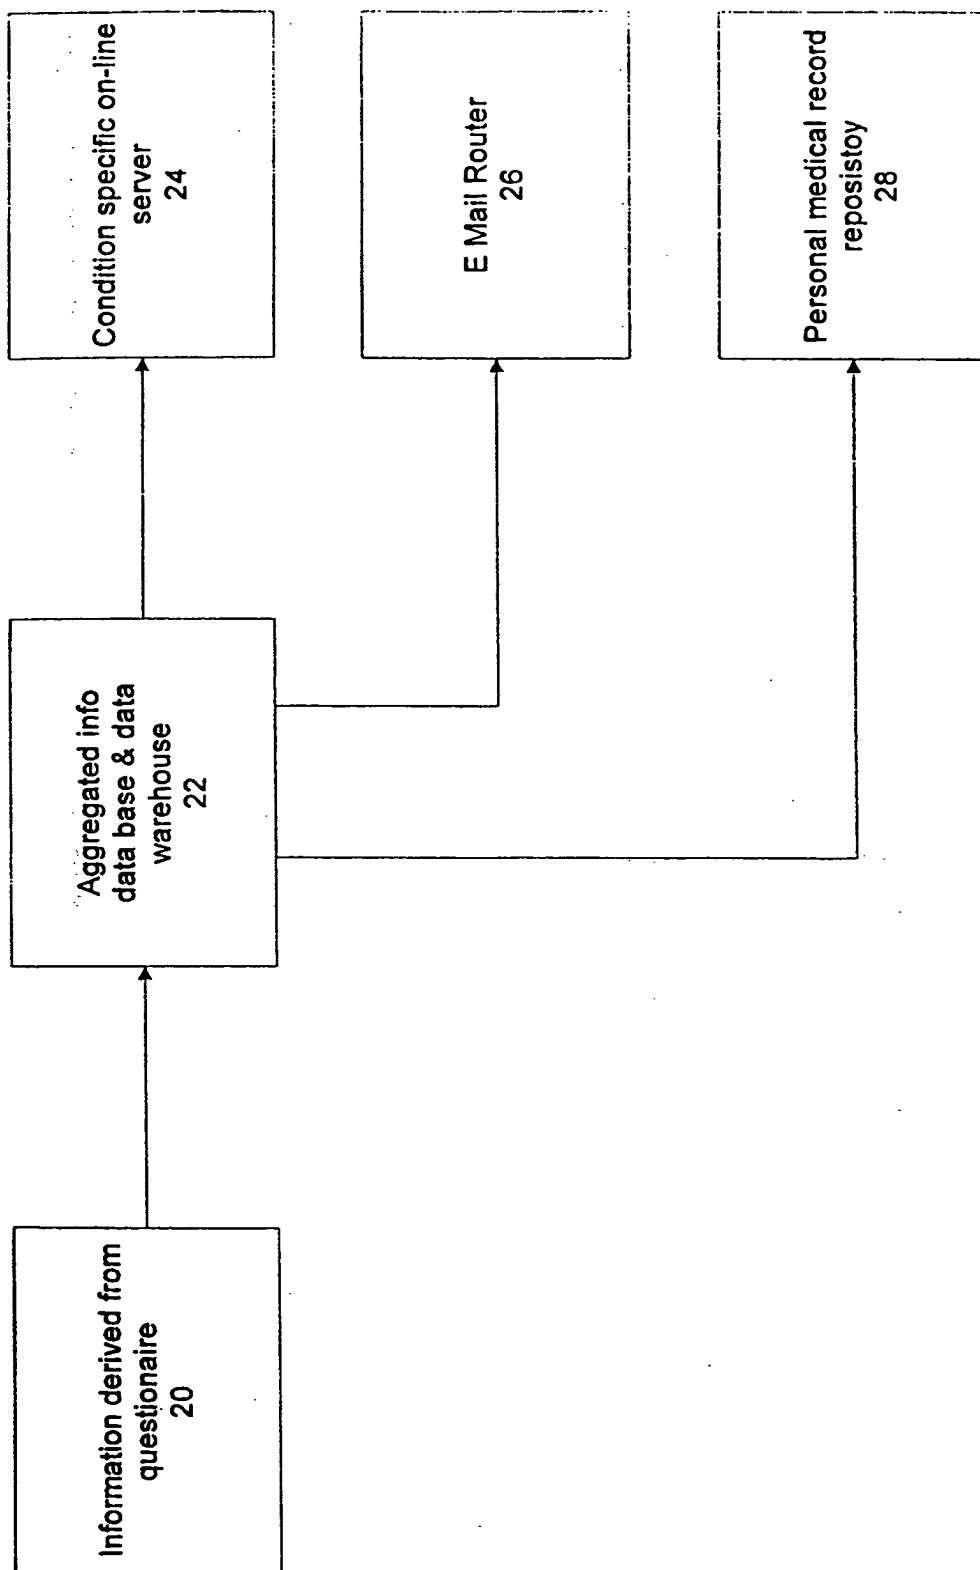 Information derived from
questionaire
20
Aggregated info
data base & data
warehouse
22
Condition specific on-line
server
24
E Mail Router
26
Personal medical record
reposistoy
28